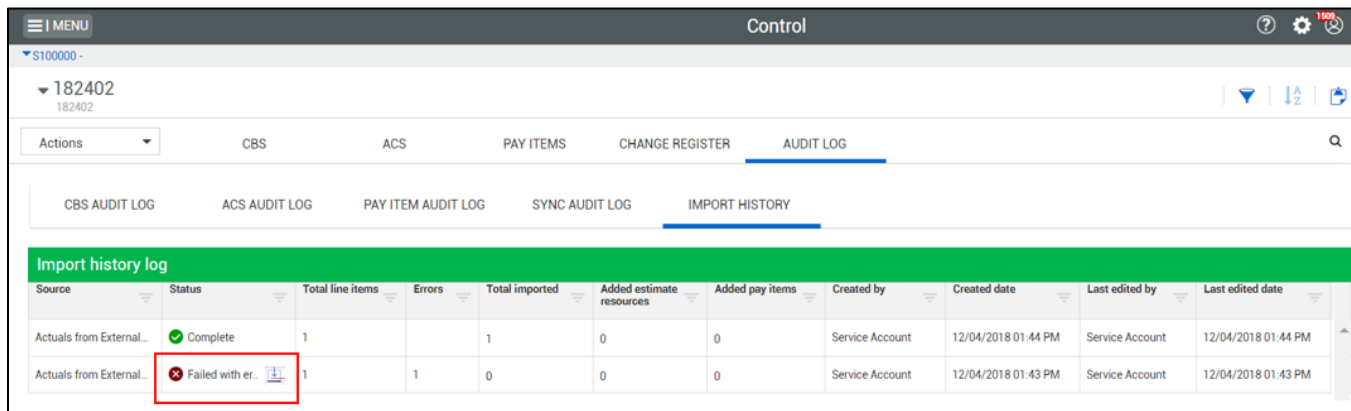 MENU Control 1509
S100000 -
182402
182402
Actions CBS ACS PAY ITEMS CHANGE REGISTER AUDIT LOG
CBS AUDIT LOG ACS AUDIT LOG PAY ITEM AUDIT LOG SYNC AUDIT LOG IMPORT HISTORY
Import history log
Source Status Total line items Errors Total imported Added estimate resources Added pay items Created by Created date Last edited by Last edited date
Actuals from External... Complete 1 1 0 0 Service Account 12/04/2018 01:44 PM Service Account 12/04/2018 01:44 PM
Actuals from External... Failed with er.. 1 1 0 0 0 Service Account 12/04/2018 01:43 PM Service Account 12/04/2018 01:43 PM